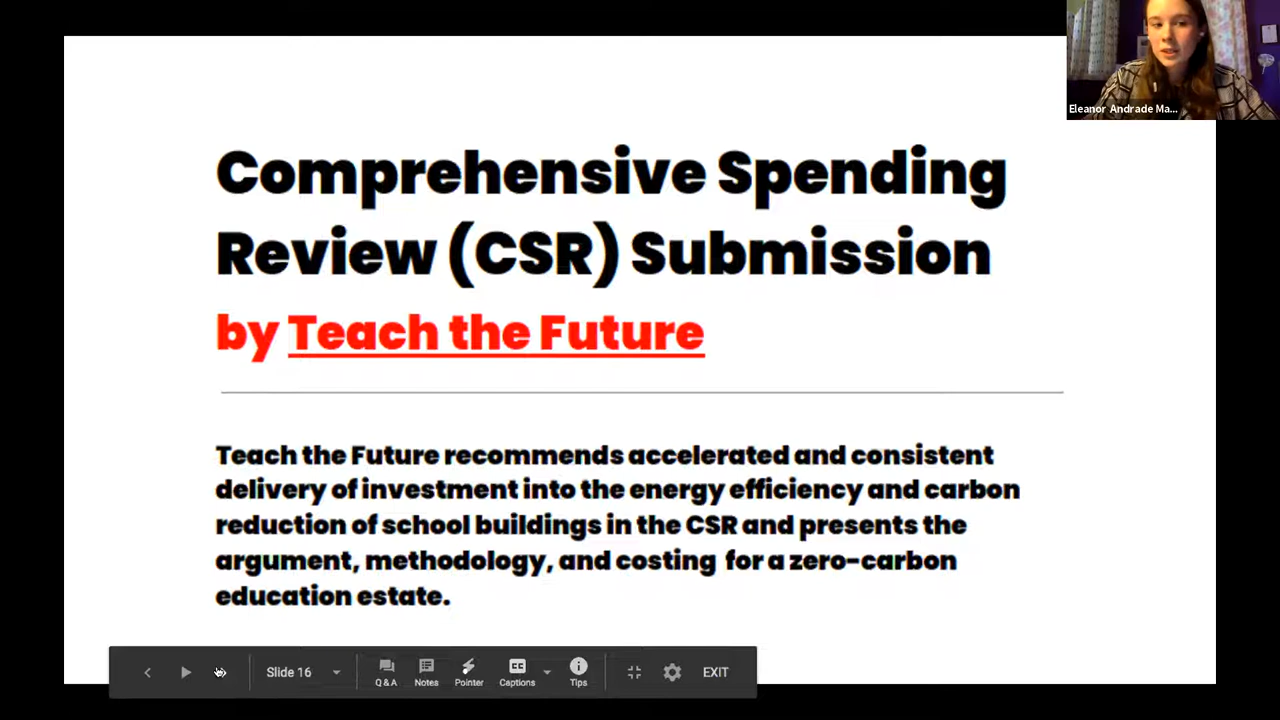 Eleanor Andrade Ma...
Comprehensive Spending
Review (CSR) Submission
by Teach the Future
Teach the Future recommends accelerated and consistent
delivery of investment into the energy efficiency and carbon
reduction of school buildings in the CSR and presents the
argument, methodology, and costing for a zero-carbon
education estate.
Slide 16
Q & A
Notes
Pointer
CC
Captions
Tips
EXIT